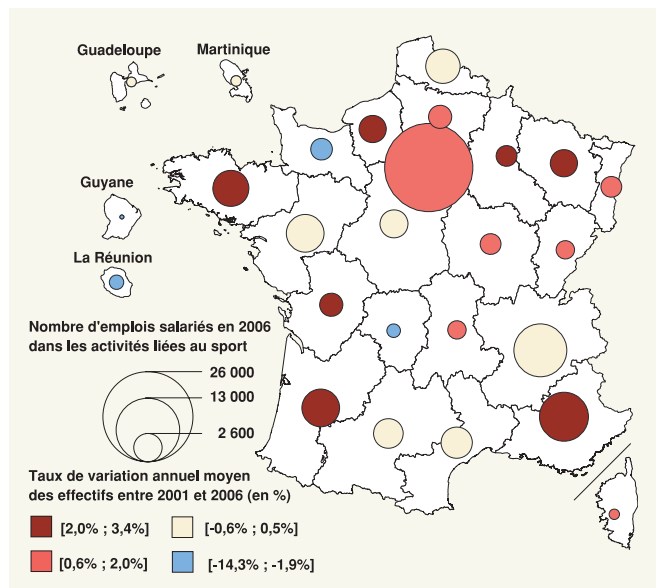 Guadeloupe
Martinique
Guyane
La Réunion
Nombre d'emplois salariés en 2006
dans les activités liées au sport
26 000
13 000
2 600
Taux de variation annuel moyen
des effectifs entre 2001 et 2006 (en %)
[2,0% ; 3,4%]
[-0,6% ; 0,5%]
[0,6% ; 2,0%]
[-14,3% ; -1,9%]